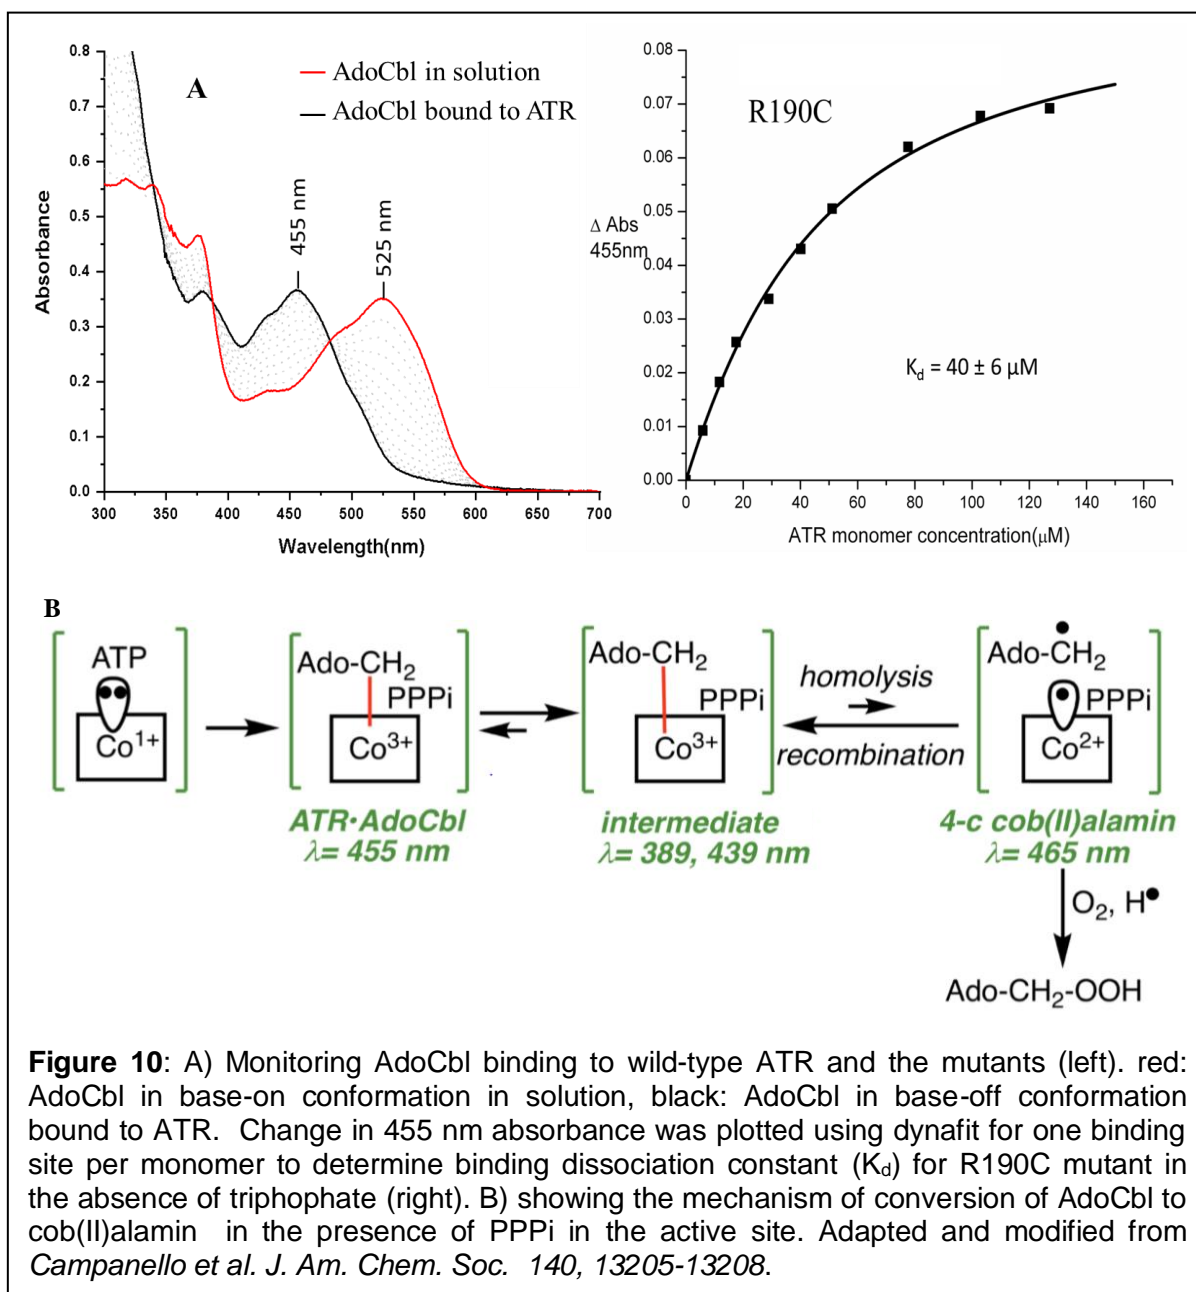 A
AdoCbl in solution
AdoCbl bound to ATR
455 nm
525 nm
Absorbance
0.8
0.7
0.6
0.5
0.4
0.3
0.2
0.1
0.0
300 350 400 450 500 550 600 650 700
Wavelength(nm)
R190C
Δ Abs
455nm
0.08
0.07
0.06
0.05
0.04
0.03
0.02
0.01
0.00
0 20 40 60 80 100 120 140 160
K_d = 40 ± 6 µM
ATR monomer concentration(µM)
B
ATP
Co1+
Ado-CH2
PPPi
Co3+
ATR•AdoCbl
λ= 455 nm
Ado-CH2
PPPi
Co3+
intermediate
λ= 389, 439 nm
homolysis
recombination
Ado-CH2
PPPi
Co2+
4-c cob(II)alamin
λ= 465 nm
O2, H•
Ado-CH2-OOH
Figure 10: A) Monitoring AdoCbl binding to wild-type ATR and the mutants (left). red:
AdoCbl in base-on conformation in solution, black: AdoCbl in base-off conformation
bound to ATR. Change in 455 nm absorbance was plotted using dynafit for one binding
site per monomer to determine binding dissociation constant (Kd) for R190C mutant in
the absence of triphophate (right). B) showing the mechanism of conversion of AdoCbl to
cob(II)alamin in the presence of PPPi in the active site. Adapted and modified from
Campanello et al. J. Am. Chem. Soc. 140, 13205-13208.